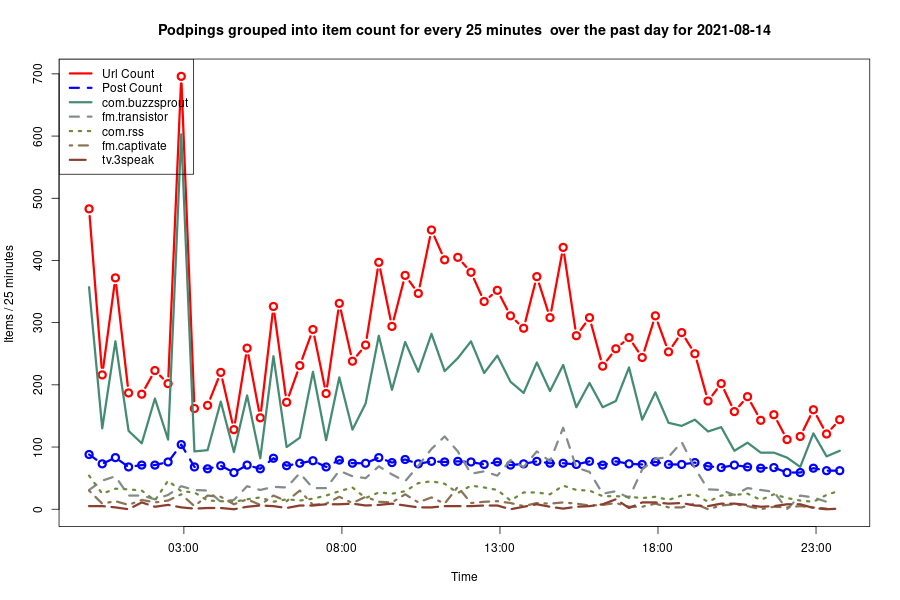 Podpings grouped into item count for every 25 minutes  over the past day for 2021-08-14
Items / 25 minutes
700
600
500
400
300
200
100
0
Url Count
Post Count
com.buzzsprout
fm.transistor
com.rss
fm.captivate
tv.3speak
03:00
08:00
13:00
18:00
23:00
Time